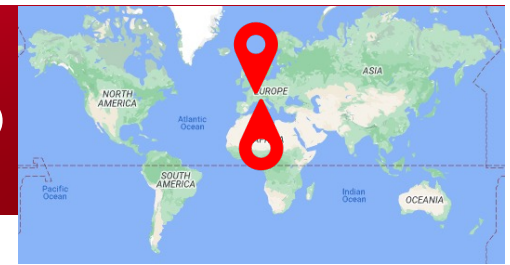 ASIA
EUROPE
NORTH
AMERICA
Atlantic
Ocean
SOUTH
AMERICA
Pacific
Ocean
Indian
Ocean
OCEANIA